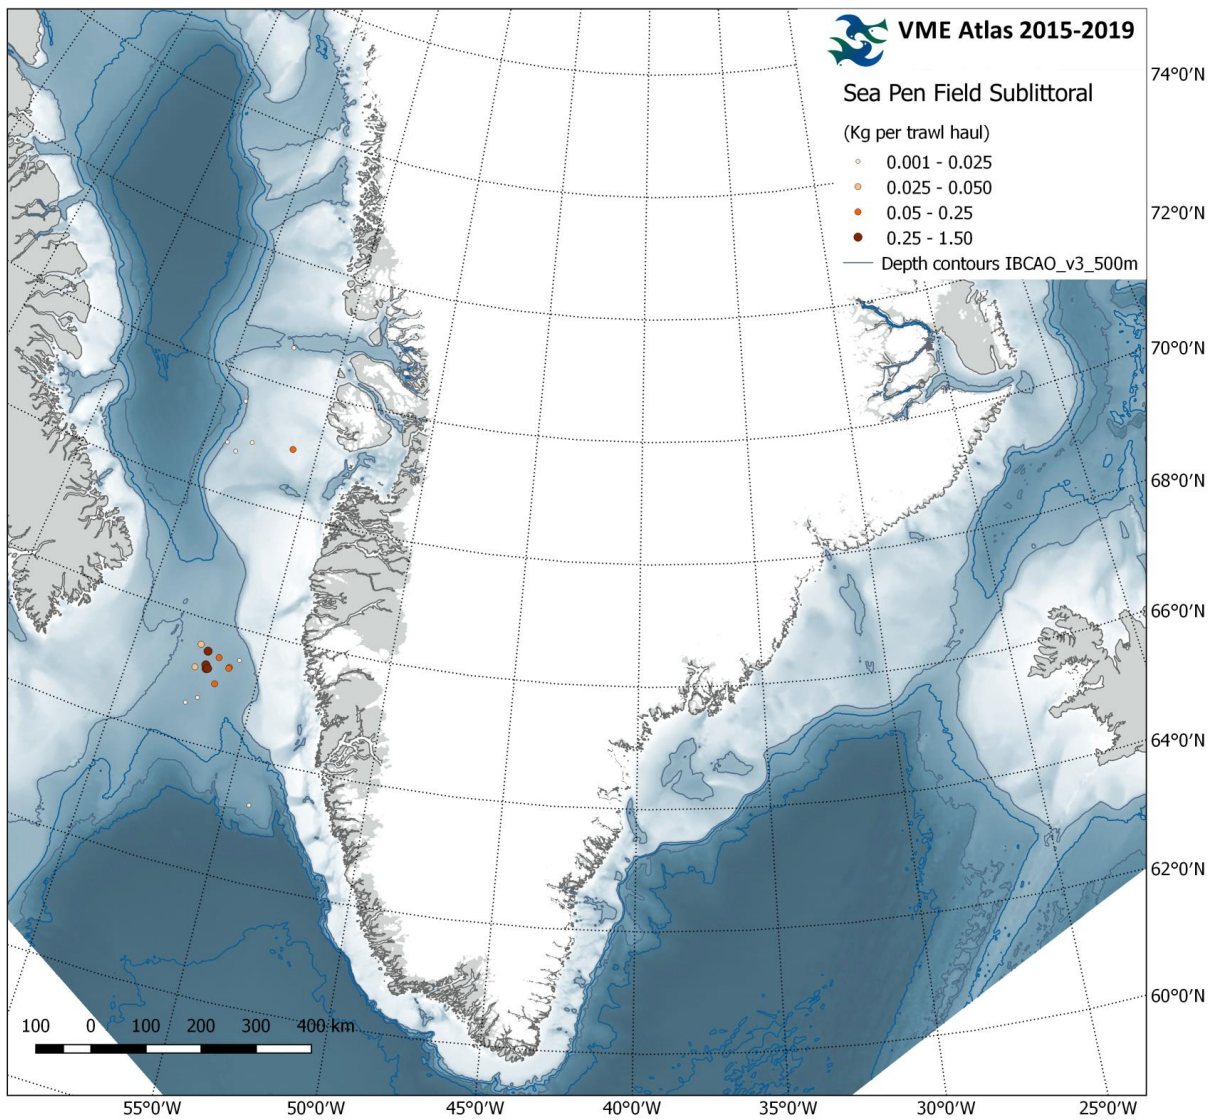 VME Atlas 2015-2019
Sea Pen Field Sublittoral
(Kg per trawl haul)
0.001 - 0.025
0.025 - 0.050
0.05 - 0.25
0.25 - 1.50
Depth contours IBCAO_v3_500m
74°0'N
72°0'N
70°0'N
68°0'N
66°0'N
64°0'N
62°0'N
60°0'N
100 0 100 200 300 400 km
55°0'W 50°0'W 45°0'W 40°0'W 35°0'W 30°0'W 25°0'W